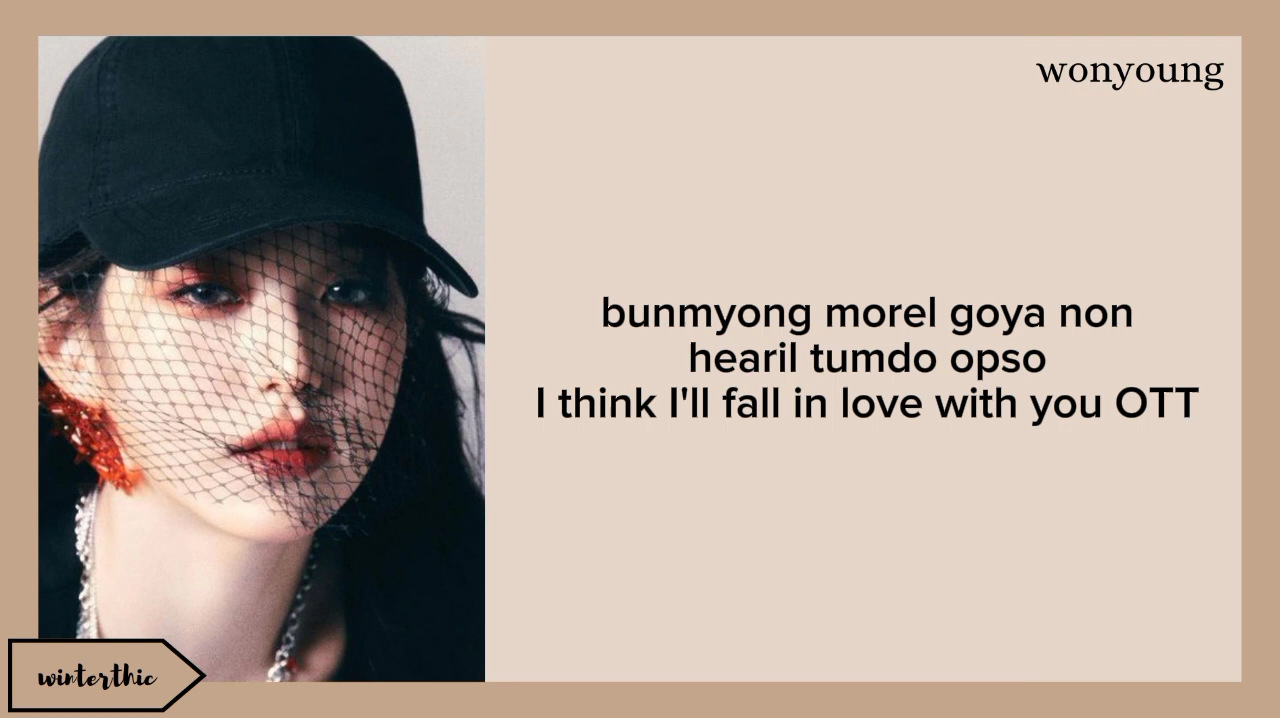 wonyoung
bunmyong morel goya non
hearil tumdo opso
I think I'll fall in love with you OTT
winterthic